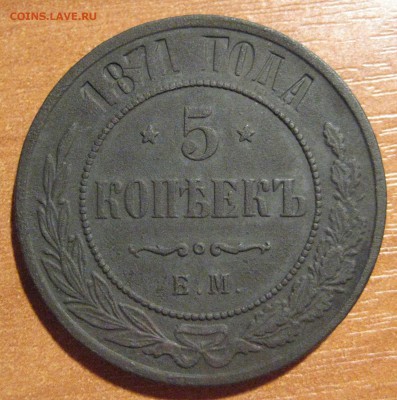 COINS.LAVE.RU
1871 ГОДА
5
КОПѢЕКЪ
Е.М.